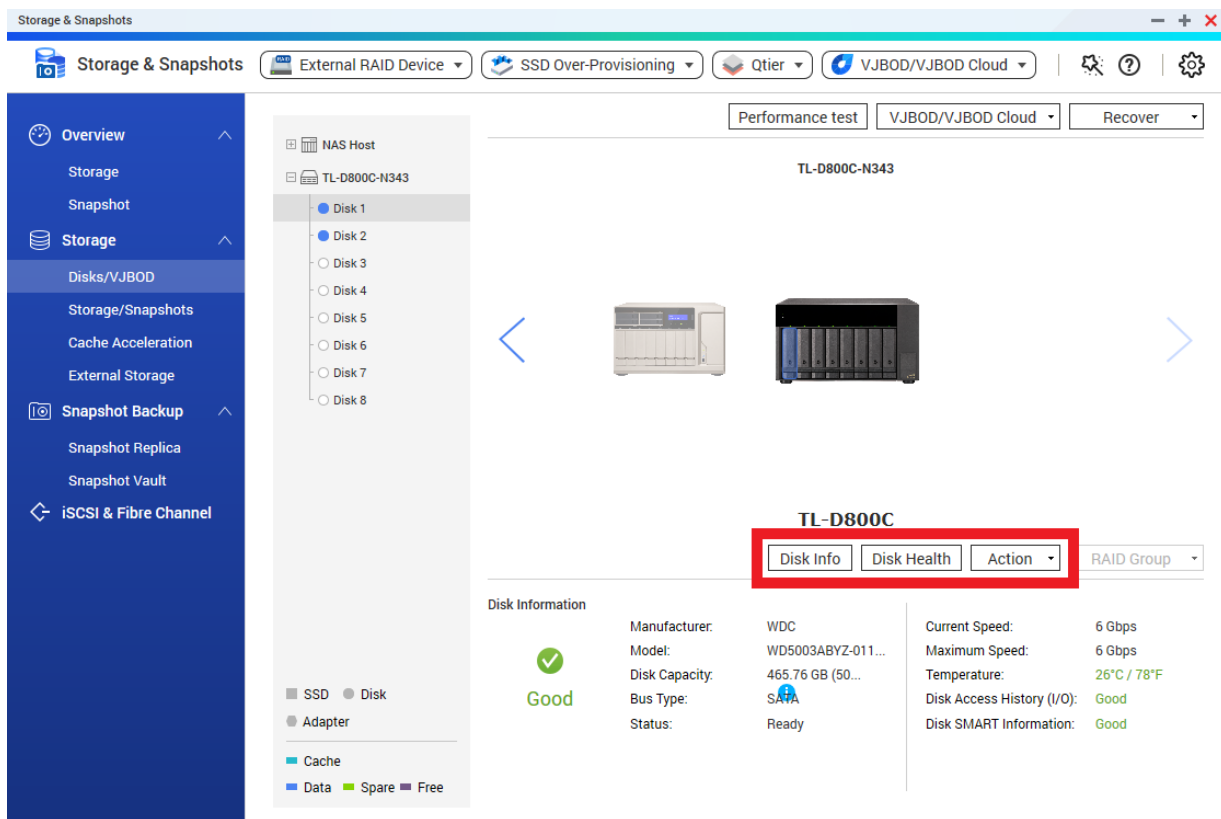 Storage & Snapshots
Storage & Snapshots
External RAID Device
SSD Over-Provisioning
Qtier
VJBOD/VJBOD Cloud
Overview
Storage
Snapshot
Storage
Disks/VJBOD
Storage/Snapshots
Cache Acceleration
External Storage
Snapshot Backup
Snapshot Replica
Snapshot Vault
iSCSI & Fibre Channel
NAS Host
TL-D800C-N343
Disk 1
Disk 2
Disk 3
Disk 4
Disk 5
Disk 6
Disk 7
Disk 8
SSD Disk
Adapter
Cache
Data Spare Free
Performance test VJBOD/VJBOD Cloud Recover
TL-D800C-N343
TL-D800C
Disk Info Disk Health Action RAID Group
Disk Information
Good
Manufacturer: WDC
Model: WD5003ABYZ-011...
Disk Capacity: 465.76 GB (50...
Bus Type: SATA
Status: Ready
Current Speed: 6 Gbps
Maximum Speed: 6 Gbps
Temperature: 26°C / 78°F
Disk Access History (I/O): Good
Disk SMART Information: Good